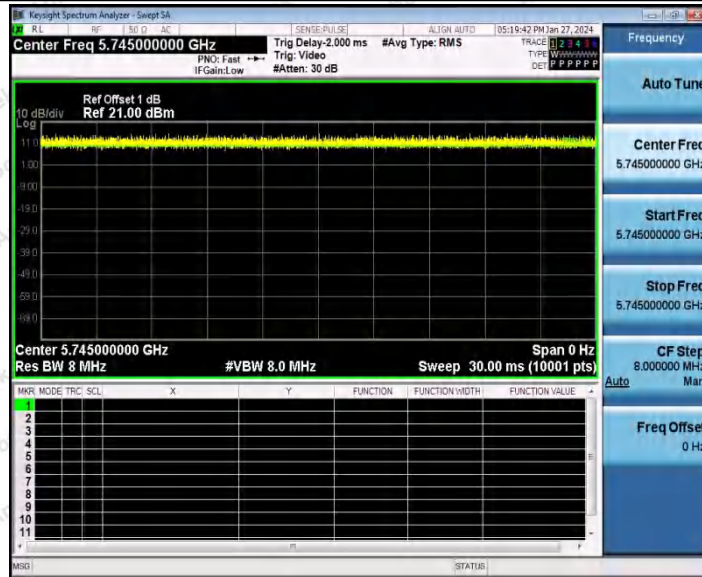 Keysight Spectrum Analyzer - Swept SA
RL RF 50 Ω AC SENSE:PULSE ALIGN AUTO 05:19:42 PM Jan 27, 2024
Center Freq 5.745000000 GHz
PNO: Fast
IFGain:Low
Trig Delay-2.000 ms
Trig: Video
#Atten: 30 dB
#Avg Type: RMS
TRACE 1 2 3 4 5 6
TYPE
DET P P P P P P
Ref Offset 1 dB
10 dB/div Ref 21.00 dBm
Log
11.0
1.00
-9.00
-19.0
-29.0
-39.0
-49.0
-59.0
-69.0
Center 5.745000000 GHz Span 0 Hz
Res BW 8 MHz #VBW 8.0 MHz Sweep 30.00 ms (10001 pts)
MKR MODE TRC SCL X Y FUNCTION FUNCTION WIDTH FUNCTION VALUE
1
2
3
4
5
6
7
8
9
10
11
MSG STATUS
Frequency
Auto Tune
Center Freq
5.745000000 GHz
Start Freq
5.745000000 GHz
Stop Freq
5.745000000 GHz
CF Step
8.000000 MHz
Auto Man
Freq Offset
0 Hz